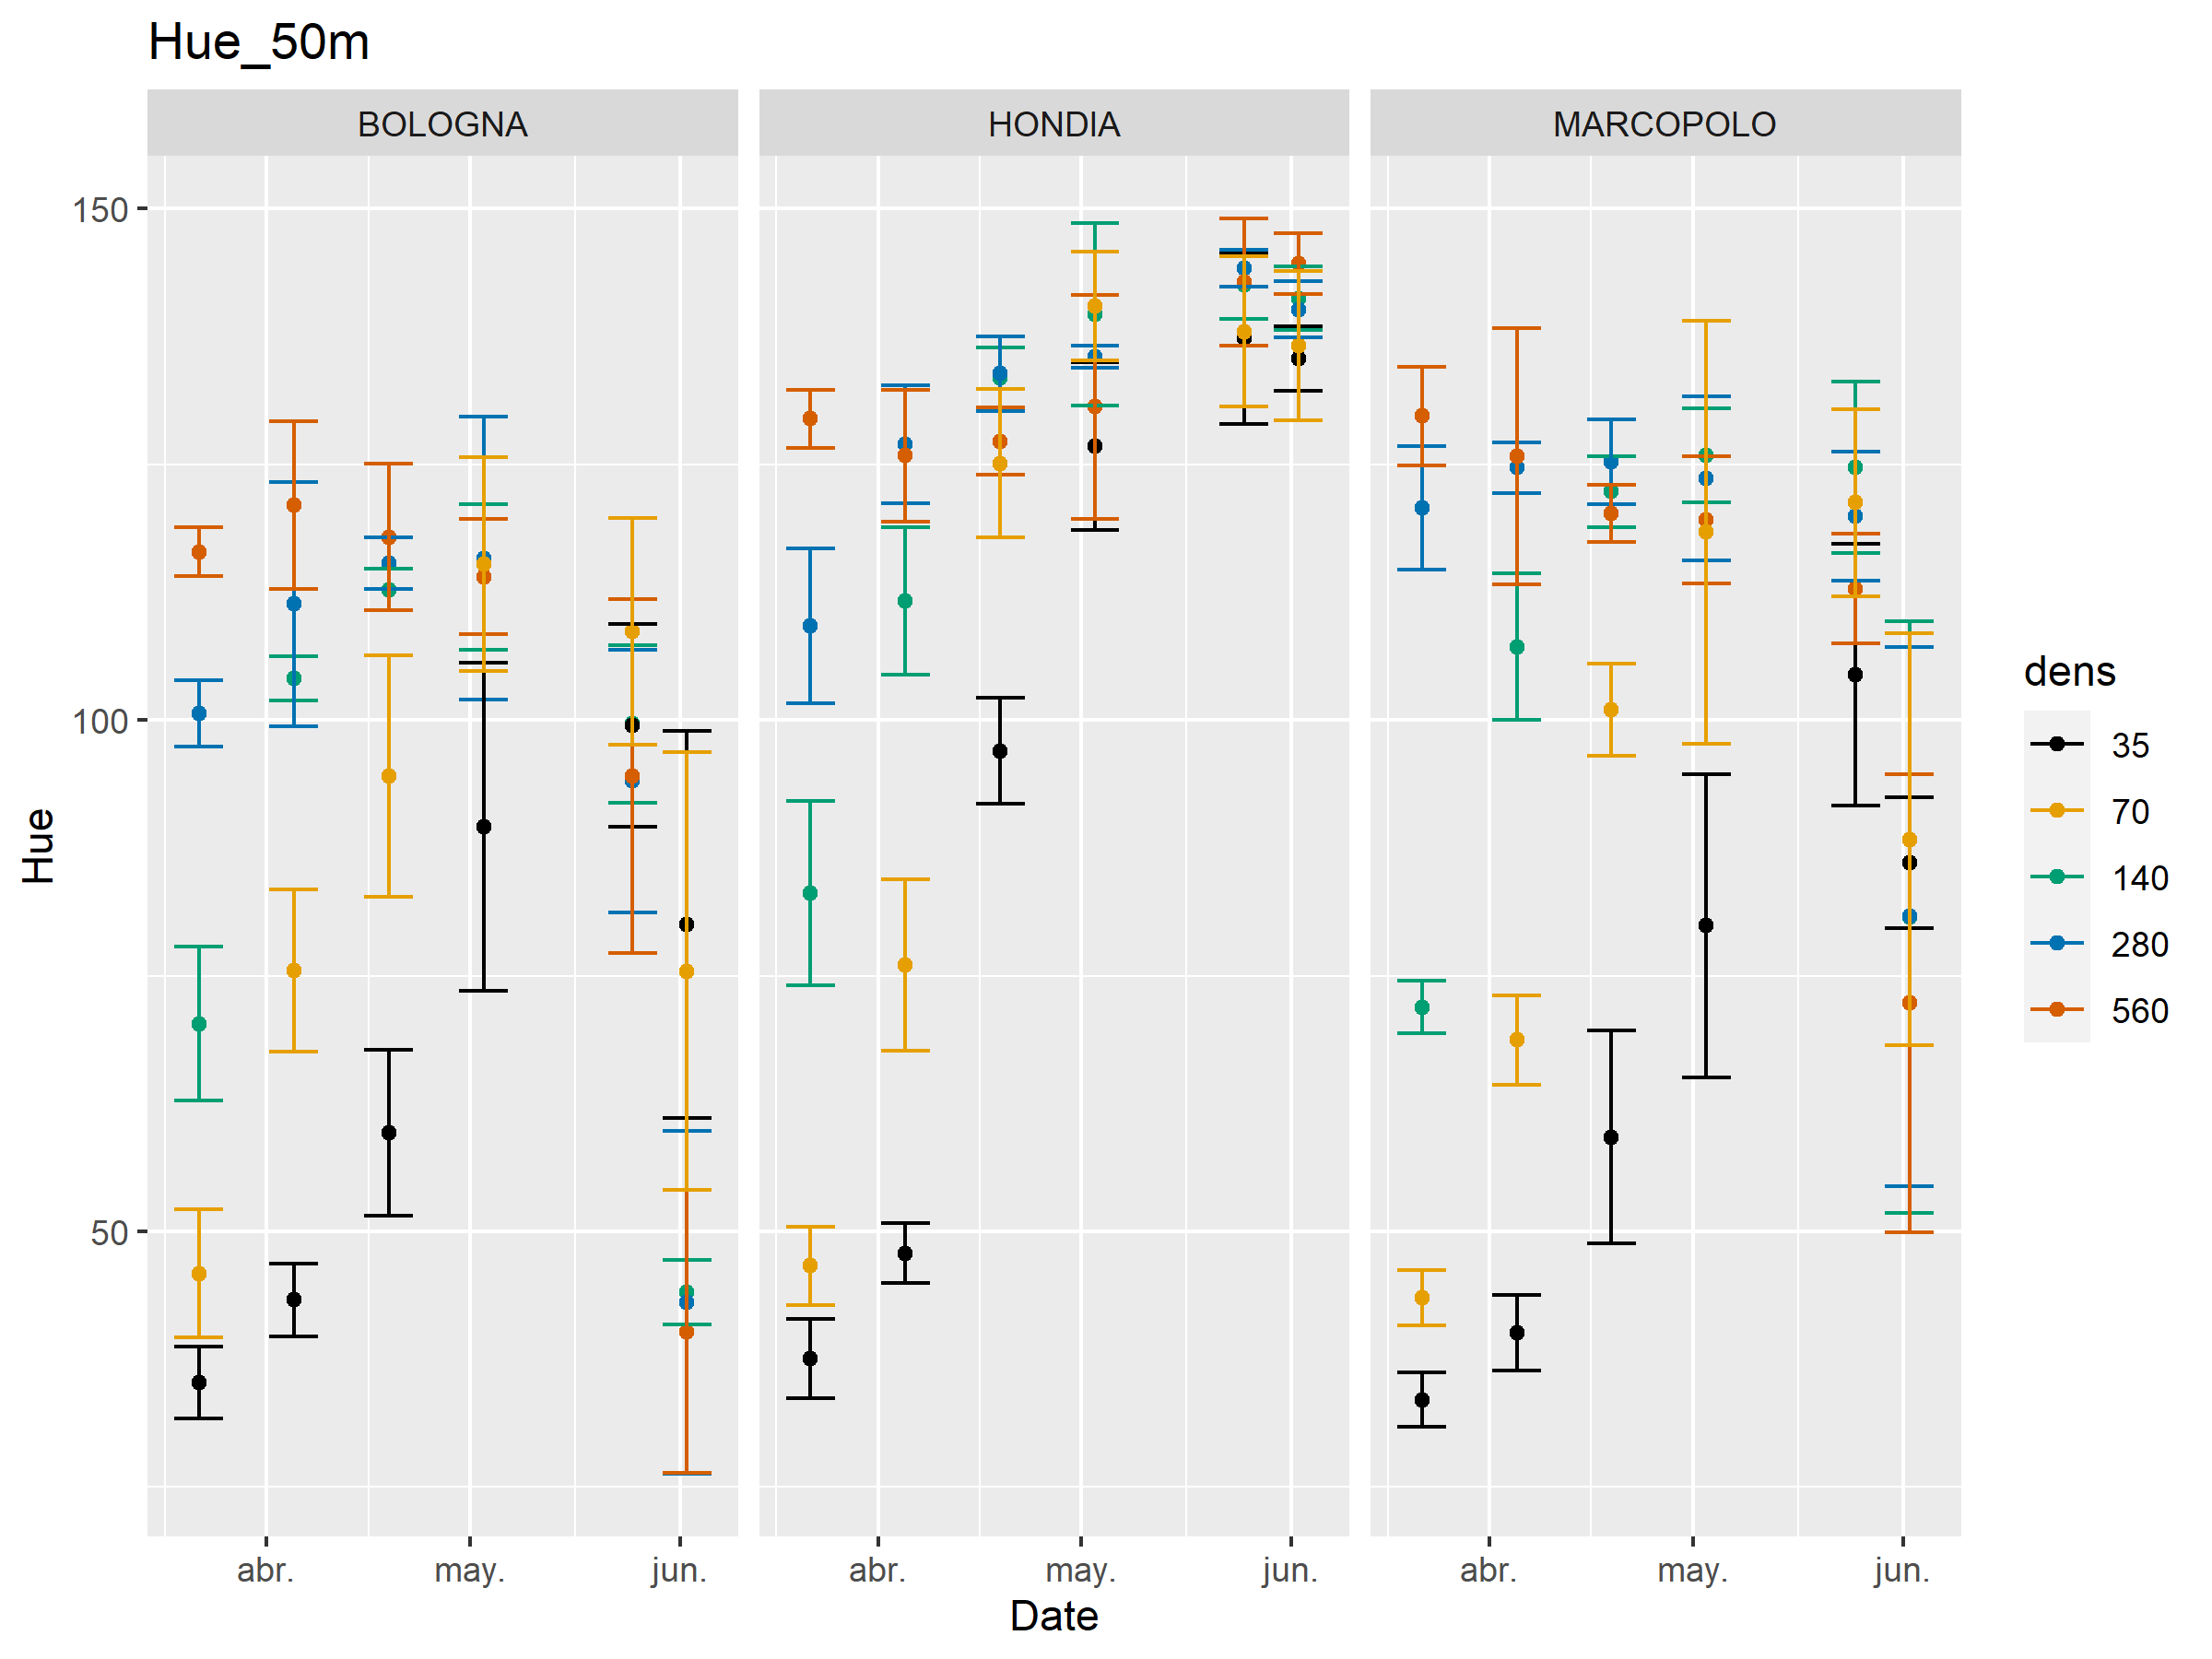 Hue_50m
BOLOGNA HONDIA MARCOPOLO
150
100
50
Hue
abr. may. jun. abr. may. jun. abr. may. jun.
Date
dens
35
70
140
280
560